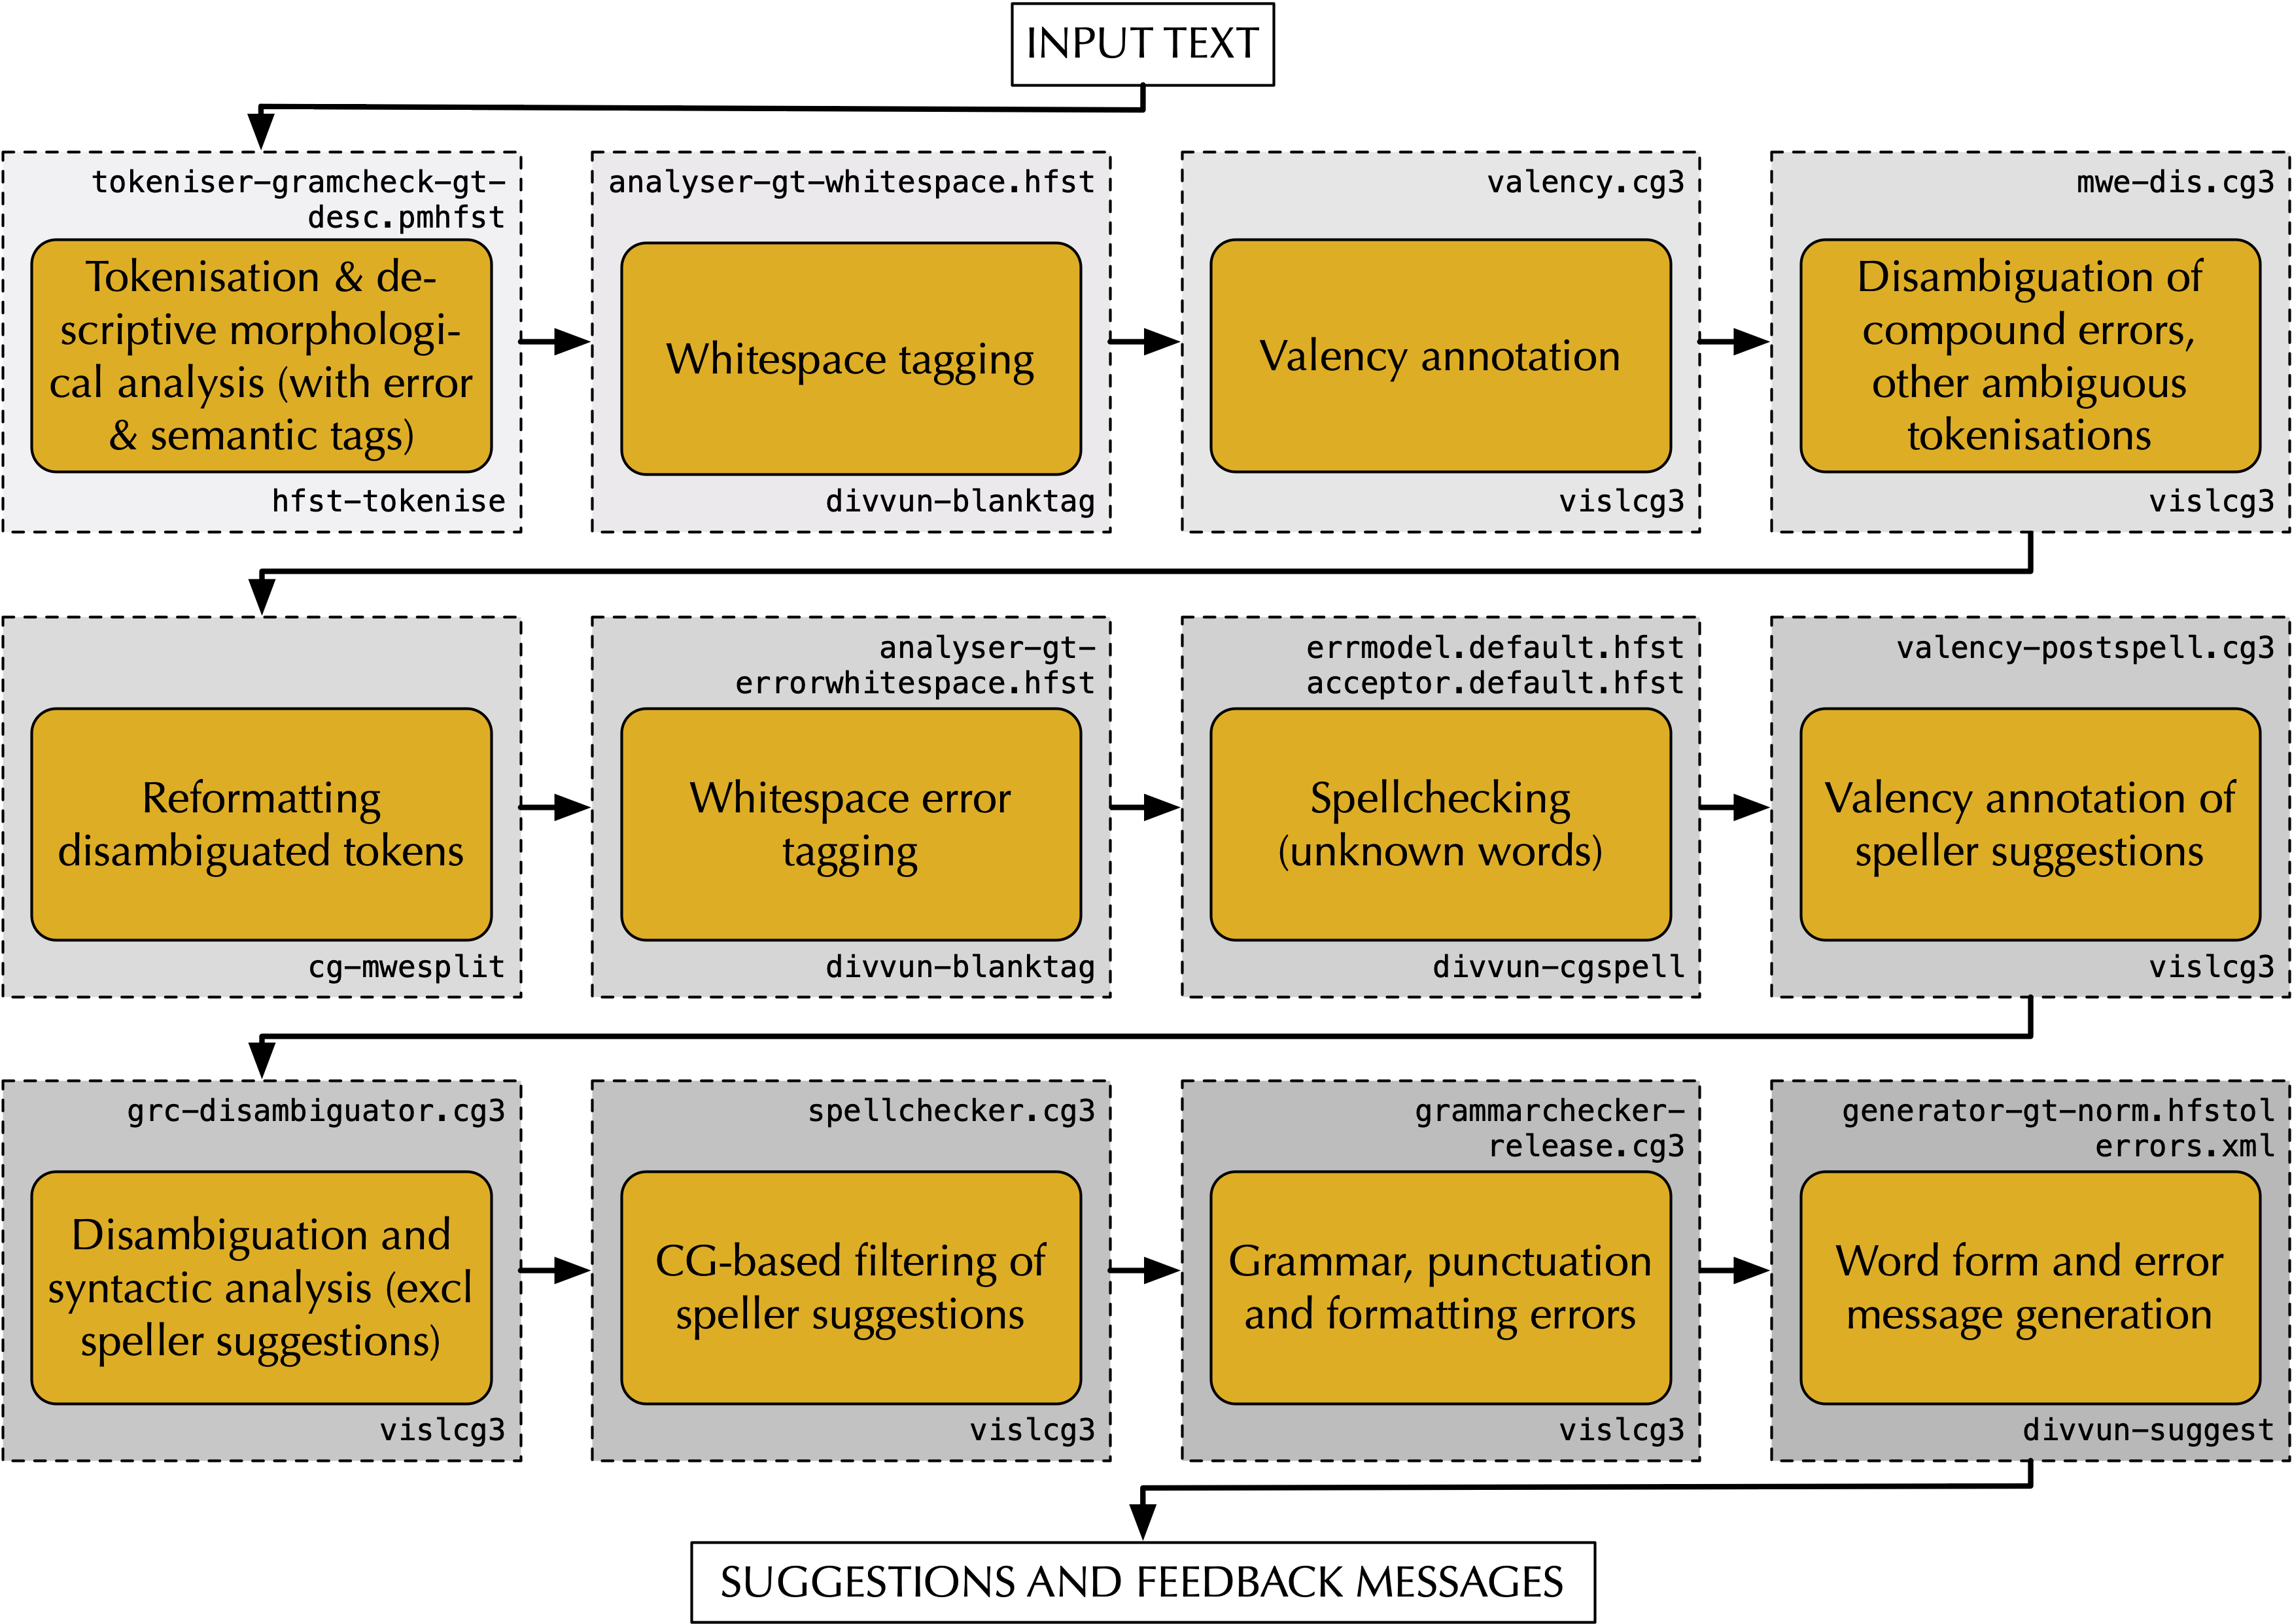 INPUT TEXT
tokeniser-gramcheck-gt-
desc.pmhfst
Tokenisation & de-
scriptive morphologi-
cal analysis (with error
& semantic tags)
hfst-tokenise
analyser-gt-whitespace.hfst
Whitespace tagging
divvun-blanktag
valency.cg3
Valency annotation
vislcg3
mwe-dis.cg3
Disambiguation of
compound errors,
other ambiguous
tokenisations
vislcg3
Reformatting
disambiguated tokens
cg-mwesplit
analyser-gt-
errorwhitespace.hfst
Whitespace error
tagging
divvun-blanktag
errmodel.default.hfst
acceptor.default.hfst
Spellchecking
(unknown words)
divvun-cgspell
valency-postspell.cg3
Valency annotation of
speller suggestions
vislcg3
grc-disambiguator.cg3
Disambiguation and
syntactic analysis (excl
speller suggestions)
vislcg3
spellchecker.cg3
CG-based filtering of
speller suggestions
vislcg3
grammarchecker-
release.cg3
Grammar, punctuation
and formatting errors
vislcg3
generator-gt-norm.hfstol
errors.xml
Word form and error
message generation
divvun-suggest
SUGGESTIONS AND FEEDBACK MESSAGES